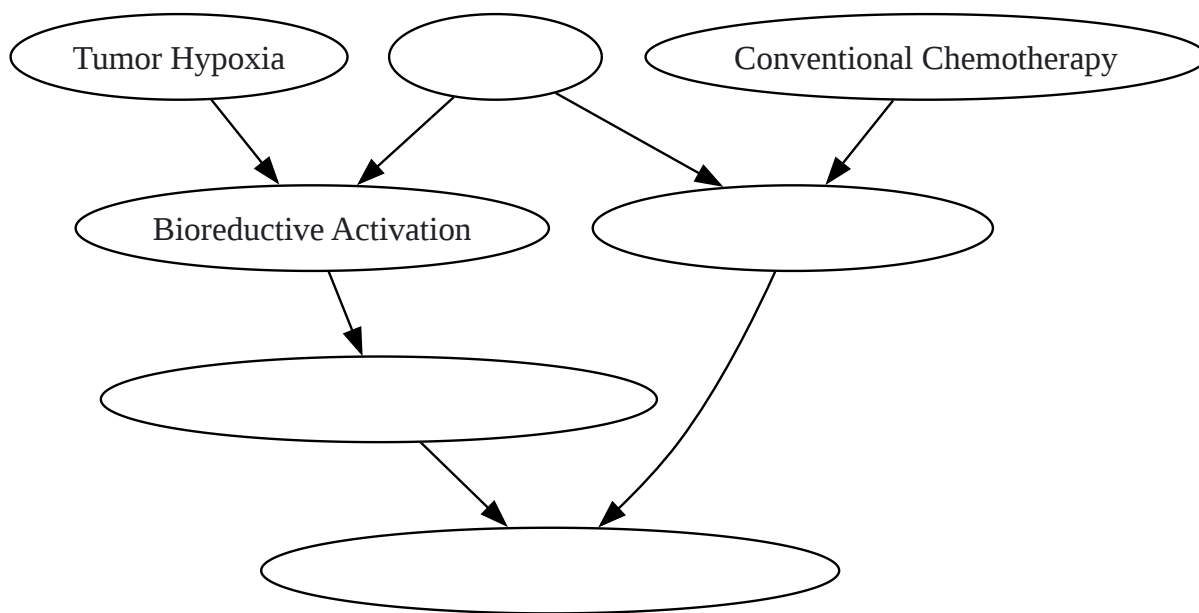 Tumor Hypoxia
Conventional Chemotherapy
Bioreductive Activation